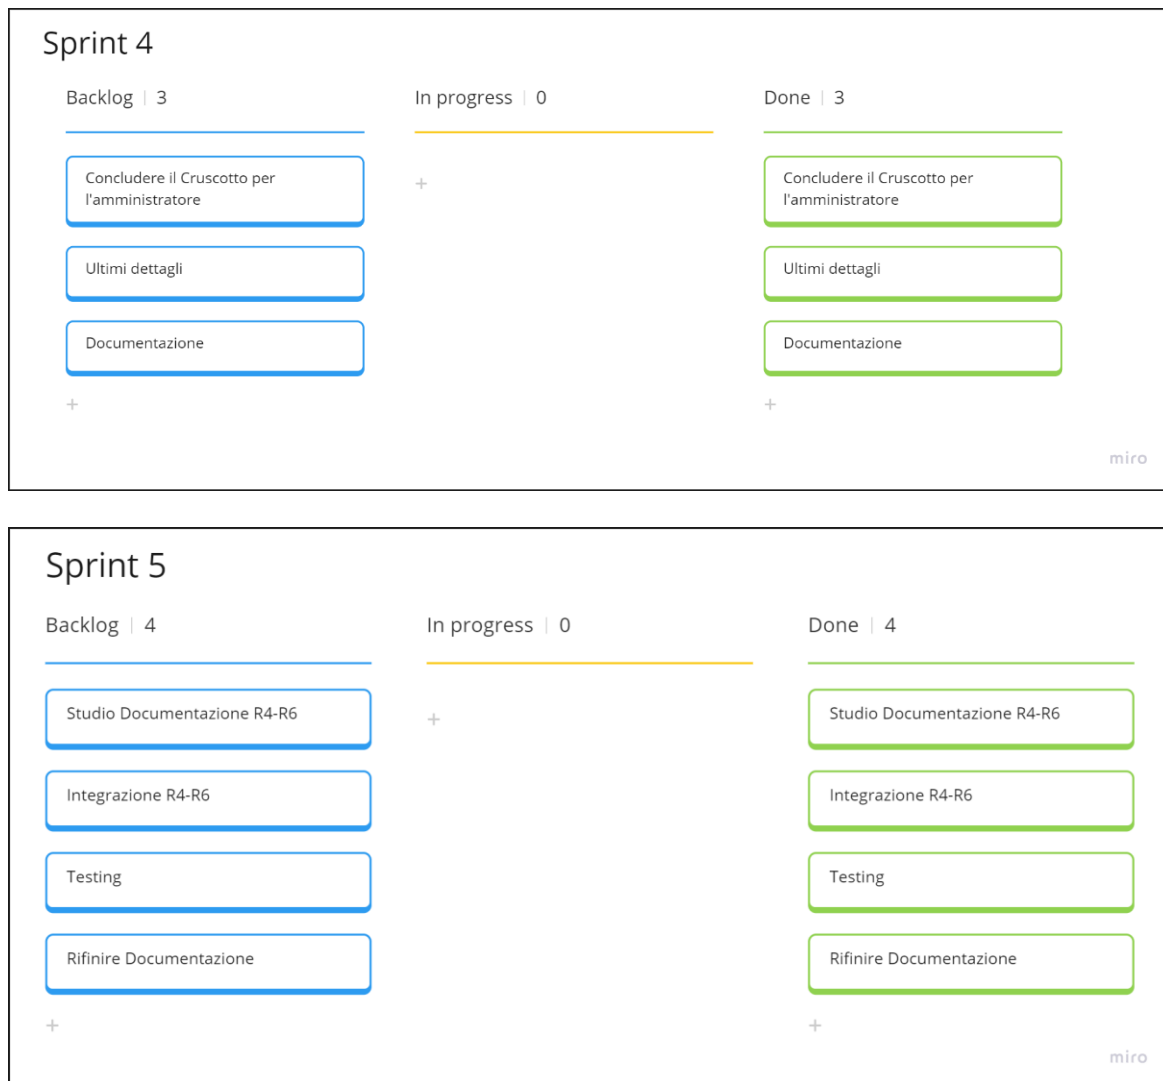 Sprint 4
Backlog | 3
In progress | 0
Done | 3
Concludere il Cruscotto per
l'amministratore
Ultimi dettagli
Documentazione
+
+
Concludere il Cruscotto per
l'amministratore
Ultimi dettagli
Documentazione
+
miro
Sprint 5
Backlog | 4
In progress | 0
Done | 4
Studio Documentazione R4-R6
Integrazione R4-R6
Testing
Rifinire Documentazione
+
+
Studio Documentazione R4-R6
Integrazione R4-R6
Testing
Rifinire Documentazione
+
miro